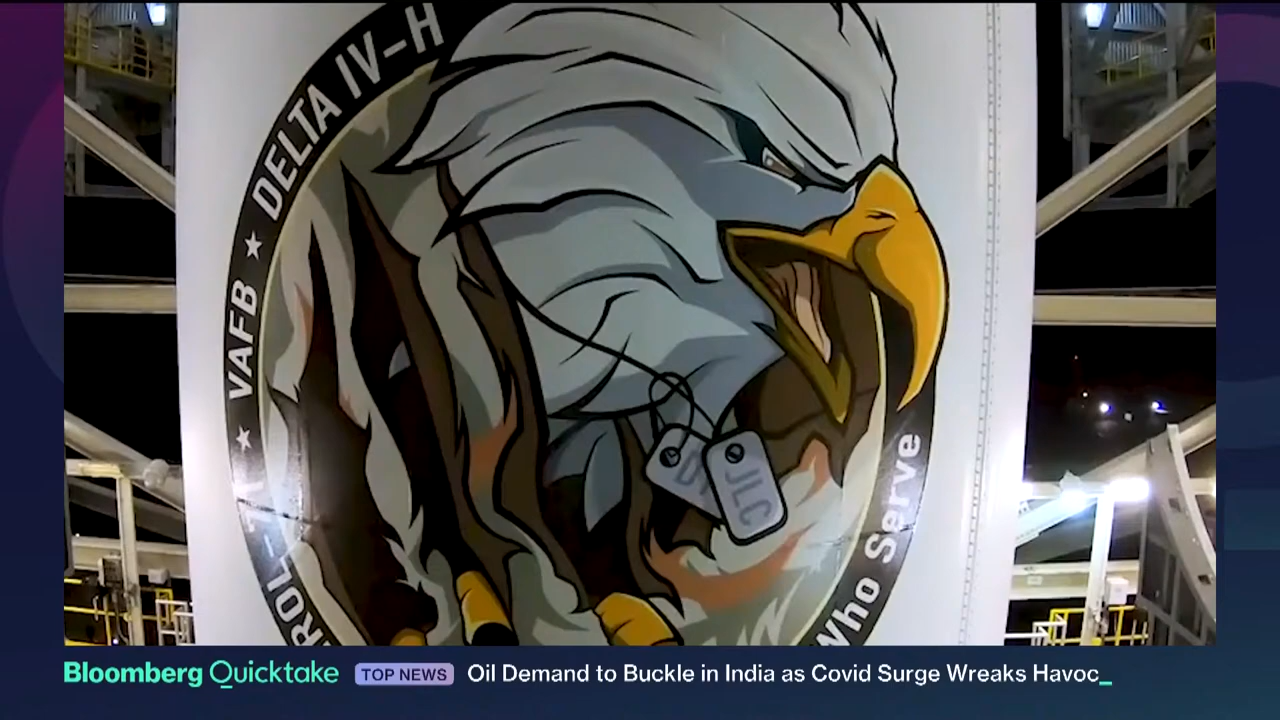 VAFB ★ DELTA IV-H
Who Serve
JLC
Bloomberg Quicktake
TOP NEWS
Oil Demand to Buckle in India as Covid Surge Wreaks Havoc_